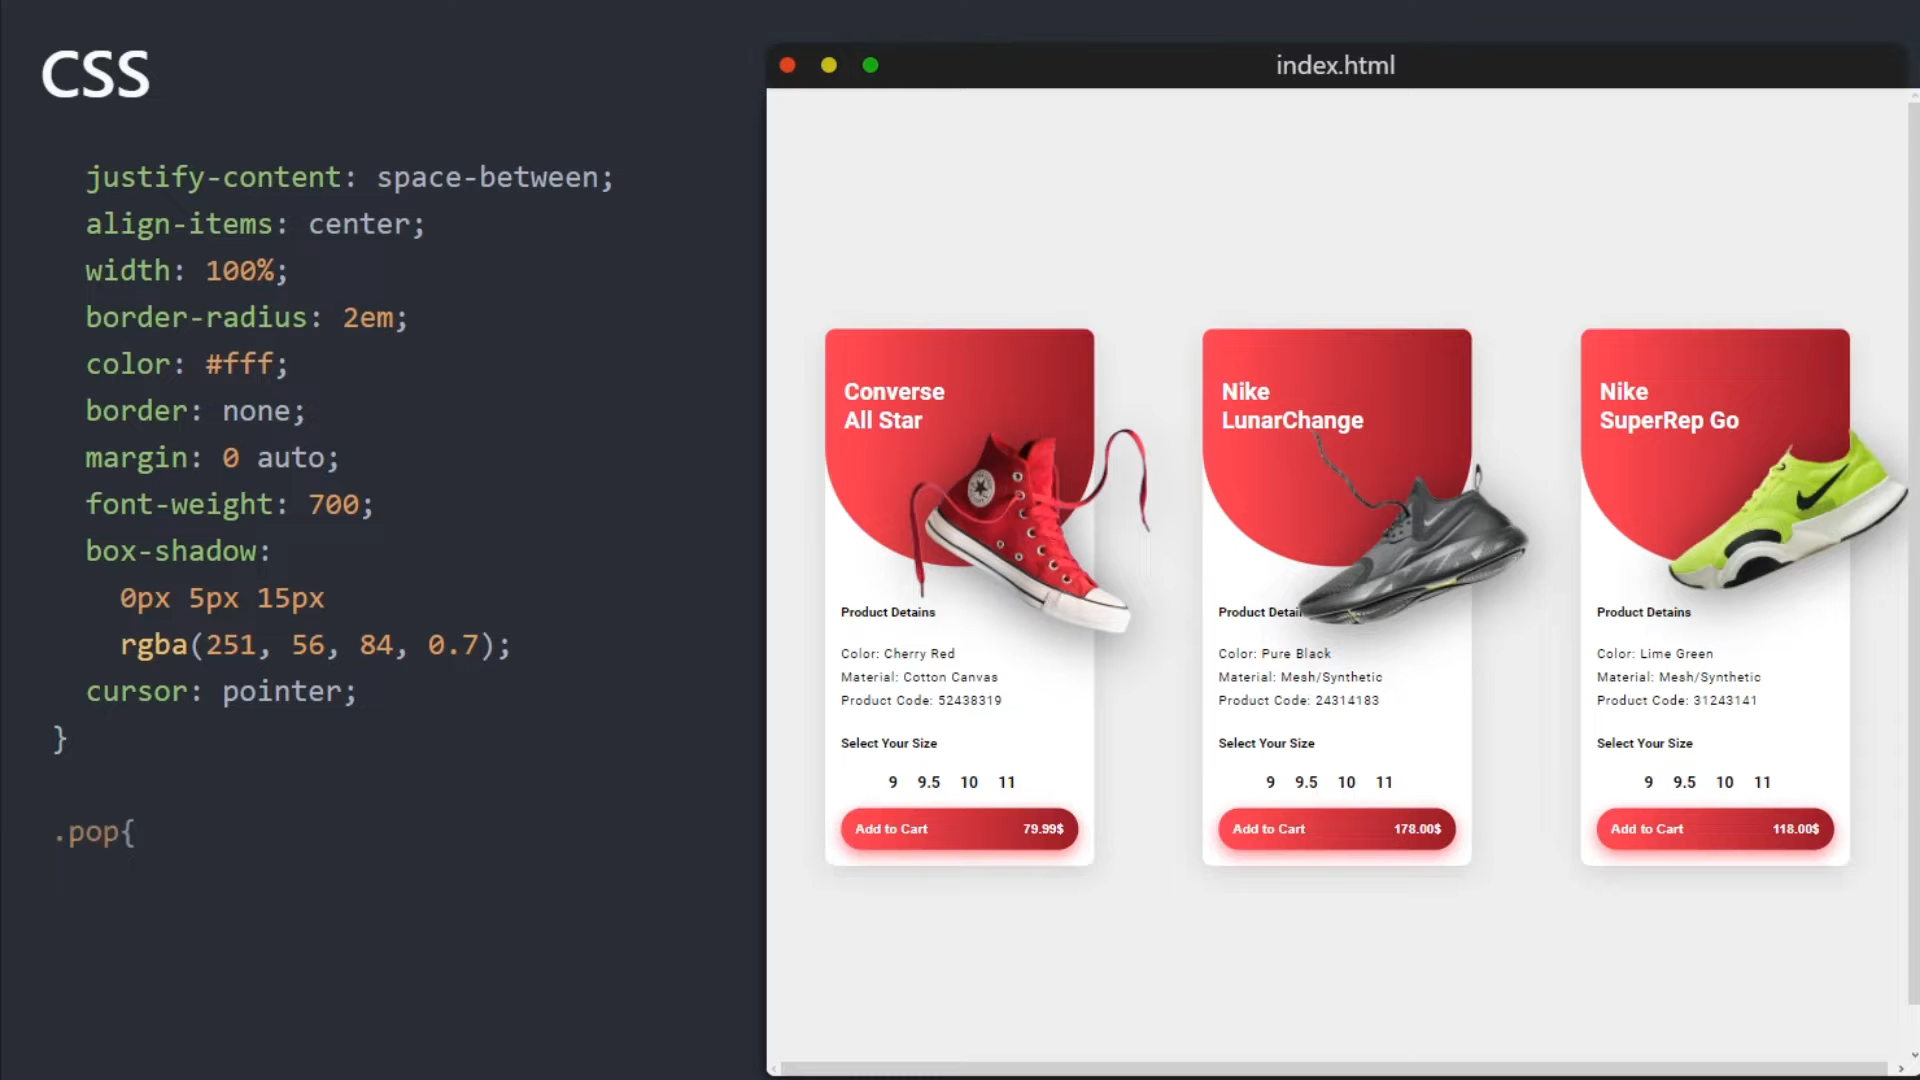 CSS
justify-content: space-between;
align-items: center;
width: 100%;
border-radius: 2em;
color: #fff;
border: none;
margin: 0 auto;
font-weight: 700;
box-shadow:
0px 5px 15px
rgba(251, 56, 84, 0.7);
cursor: pointer;
}
.pop{
index.html
Converse
All Star
Product Detains
Color: Cherry Red
Material: Cotton Canvas
Product Code: 52438319
Select Your Size
9 9.5 10 11
Add to Cart 79.99$
Nike
LunarChange
Product Detai
Color: Pure Black
Material: Mesh/Synthetic
Product Code: 24314183
Select Your Size
9 9.5 10 11
Add to Cart 178.00$
Nike
SuperRep Go
Product Detains
Color: Lime Green
Material: Mesh/Synthetic
Product Code: 31243141
Select Your Size
9 9.5 10 11
Add to Cart 118.00$